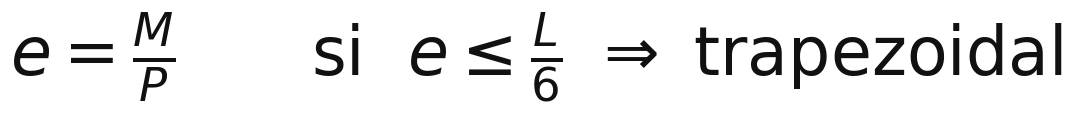 e = M/P si e ≤ L/6 ⇒ trapezoidal